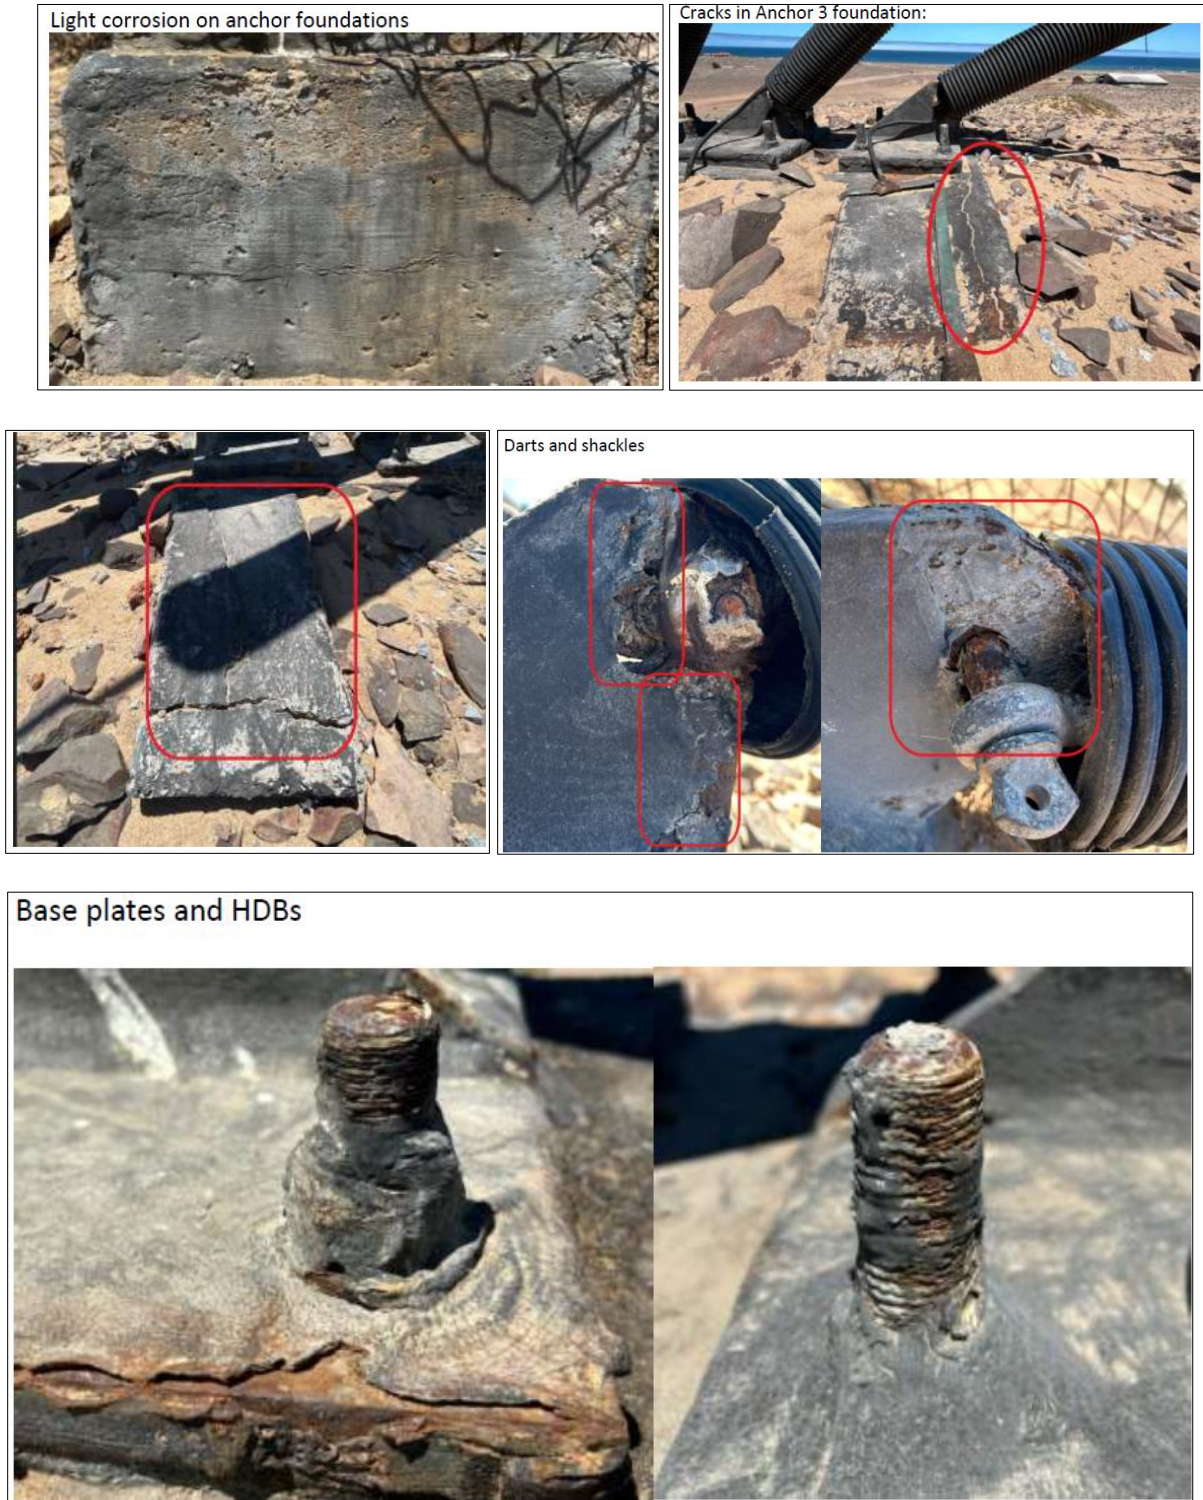 Light corrosion on anchor foundations
Cracks in Anchor 3 foundation:
Darts and shackles
Base plates and HDBs